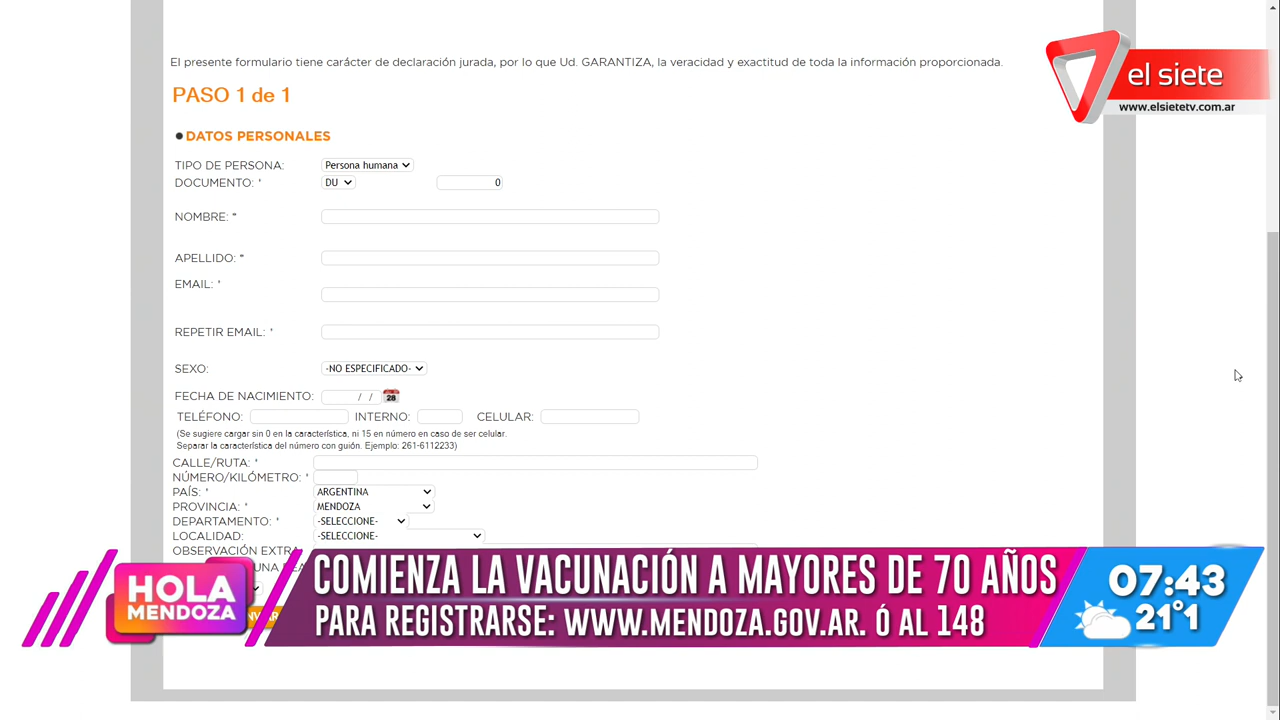 El presente formulario tiene carácter de declaración jurada, por lo que Ud. GARANTIZA, la veracidad y exactitud de toda la información proporcionada.
el siete
www.elsietetv.com.ar
PASO 1 de 1
DATOS PERSONALES
TIPO DE PERSONA: Persona humana
DOCUMENTO: * DU 0
NOMBRE: *
APELLIDO: *
EMAIL: *
REPETIR EMAIL: *
SEXO: -NO ESPECIFICADO-
FECHA DE NACIMIENTO: / / 28
TELÉFONO: INTERNO: CELULAR:
(Se sugiere cargar sin 0 en la característica, ni 15 en número en caso de ser celular.
Separar la característica del número con guión. Ejemplo: 261-6112233)
CALLE/RUTA: *
NÚMERO/KILÓMETRO: *
PAÍS: * ARGENTINA
PROVINCIA: * MENDOZA
DEPARTAMENTO: * -SELECCIONE-
LOCALIDAD: -SELECCIONE-
OBSERVACIÓN EXTRA
UNA
HOLA
MENDOZA
COMIENZA LA VACUNACIÓN A MAYORES DE 70 AÑOS
PARA REGISTRARSE: WWW.MENDOZA.GOV.AR. Ó AL 148
07:43
21°1